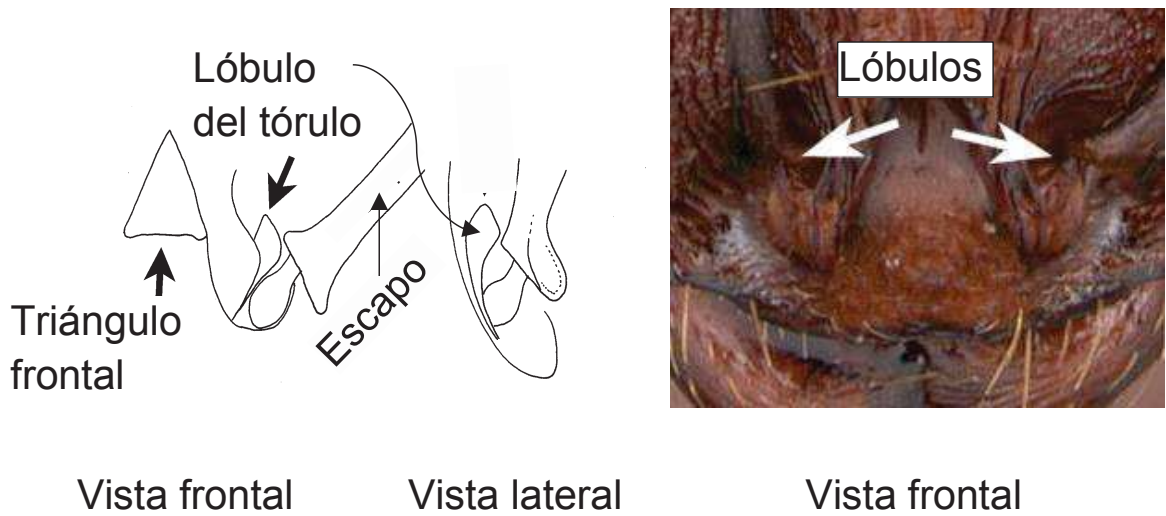 Lóbulo
del tórulo
Triángulo
frontal
Escapo
Lóbulos
Vista frontal
Vista lateral
Vista frontal